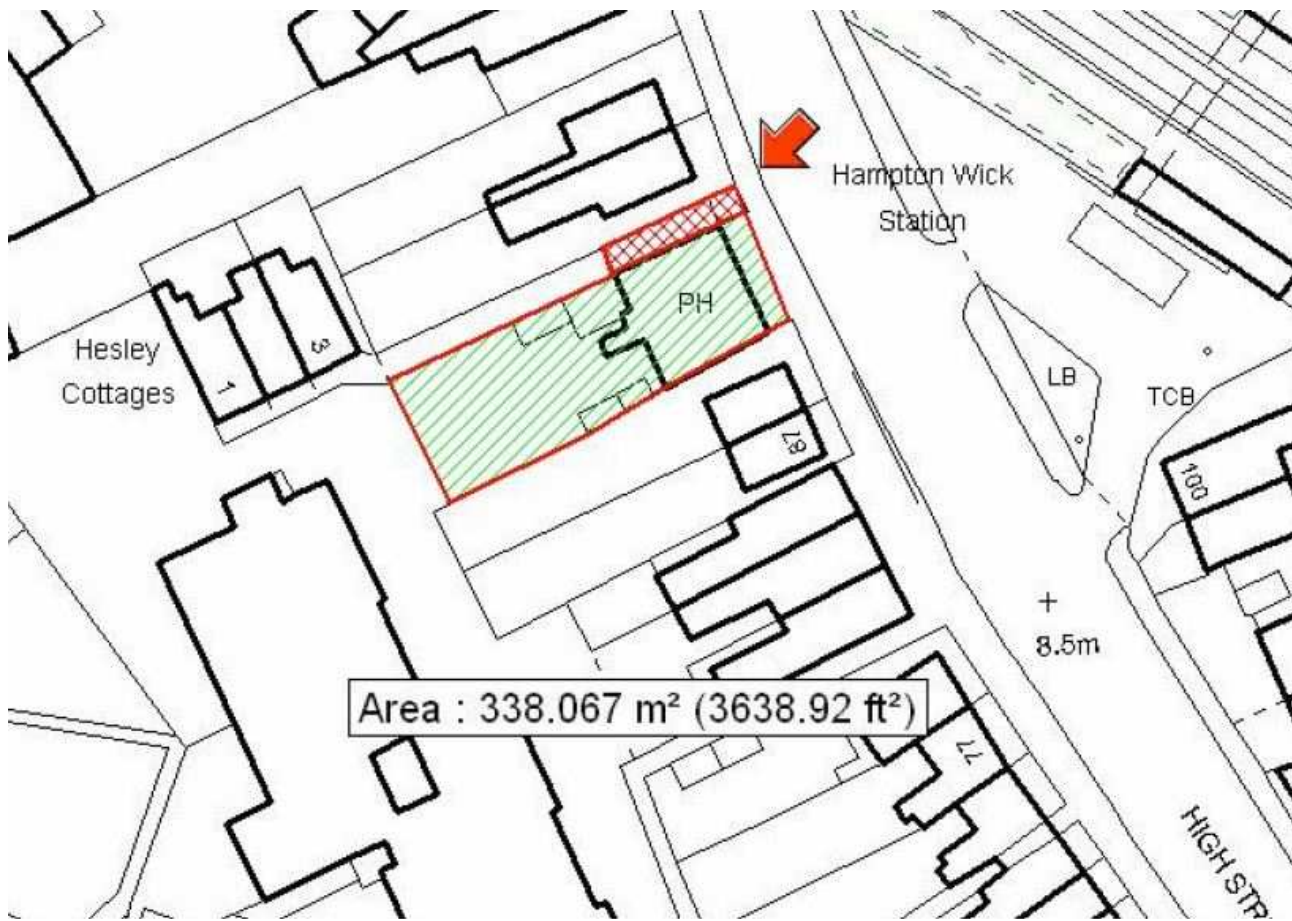 Hampton Wick
Station
PH
Hesley
Cottages
1
3
LB
TCB
87
100
8.5m
Area : 338.067 m² (3638.92 ft²)
77
HIGH STR